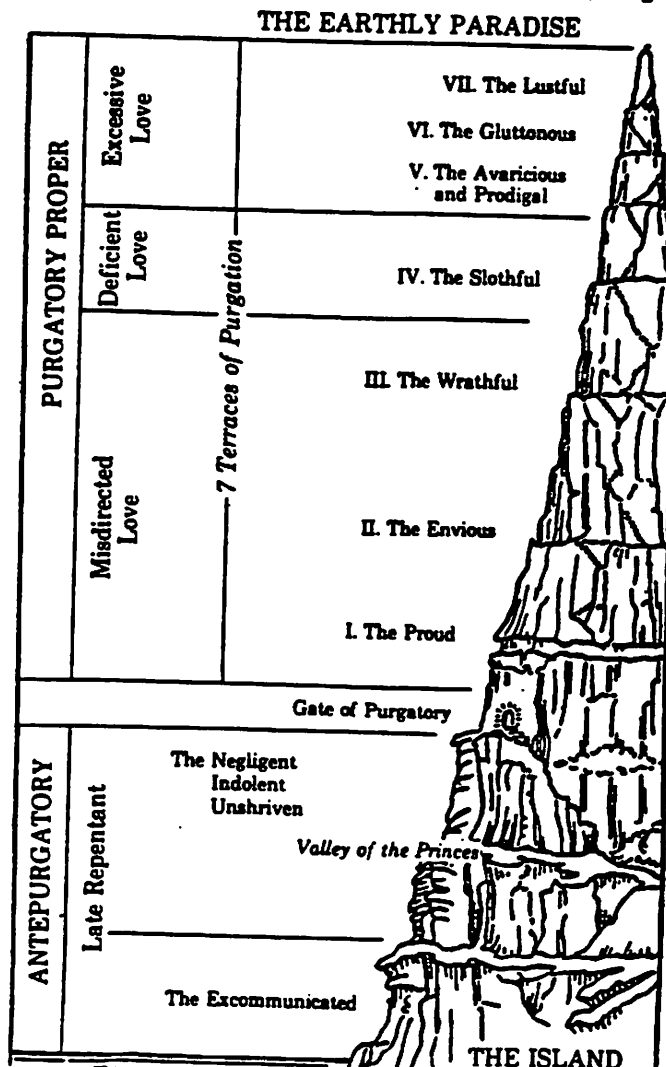 THE EARTHLY PARADISE
PURGATORY PROPER
Excessive
Love
VII. The Lustful
VI. The Gluttonous
V. The Avaricious
and Prodigal
Deficient
Love
IV. The Slothful
7 Terraces of Purgation
Misdirected
Love
III. The Wrathful
II. The Envious
I. The Proud
Gate of Purgatory
ANTEPURGATORY
Late Repentant
The Negligent
Indolent
Unshriven
Valley of the Princes
The Excommunicated
THE ISLAND